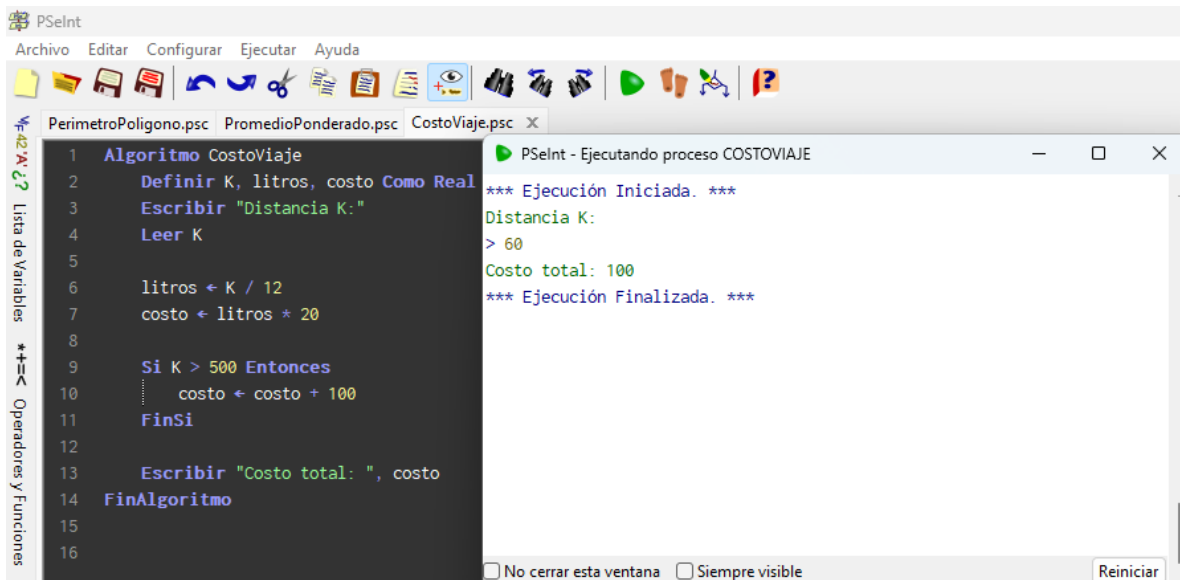 PSeInt
Archivo Editar Configurar Ejecutar Ayuda
PerimetroPoligono.psc PromedioPonderado.psc CostoViaje.psc
*+=< Operadores y Funciones
42 'A' ¿? Lista de Variables
1 Algoritmo CostoViaje
2 Definir K, litros, costo Como Real
3 Escribir "Distancia K:"
4 Leer K
5
6 litros ← K / 12
7 costo ← litros * 20
8
9 Si K > 500 Entonces
10 costo ← costo + 100
11 FinSi
12
13 Escribir "Costo total: ", costo
14 FinAlgoritmo
15
16
PSeInt - Ejecutando proceso COSTOVIAJE
*** Ejecución Iniciada. ***
Distancia K:
> 60
Costo total: 100
*** Ejecución Finalizada. ***
No cerrar esta ventana Siempre visible Reiniciar